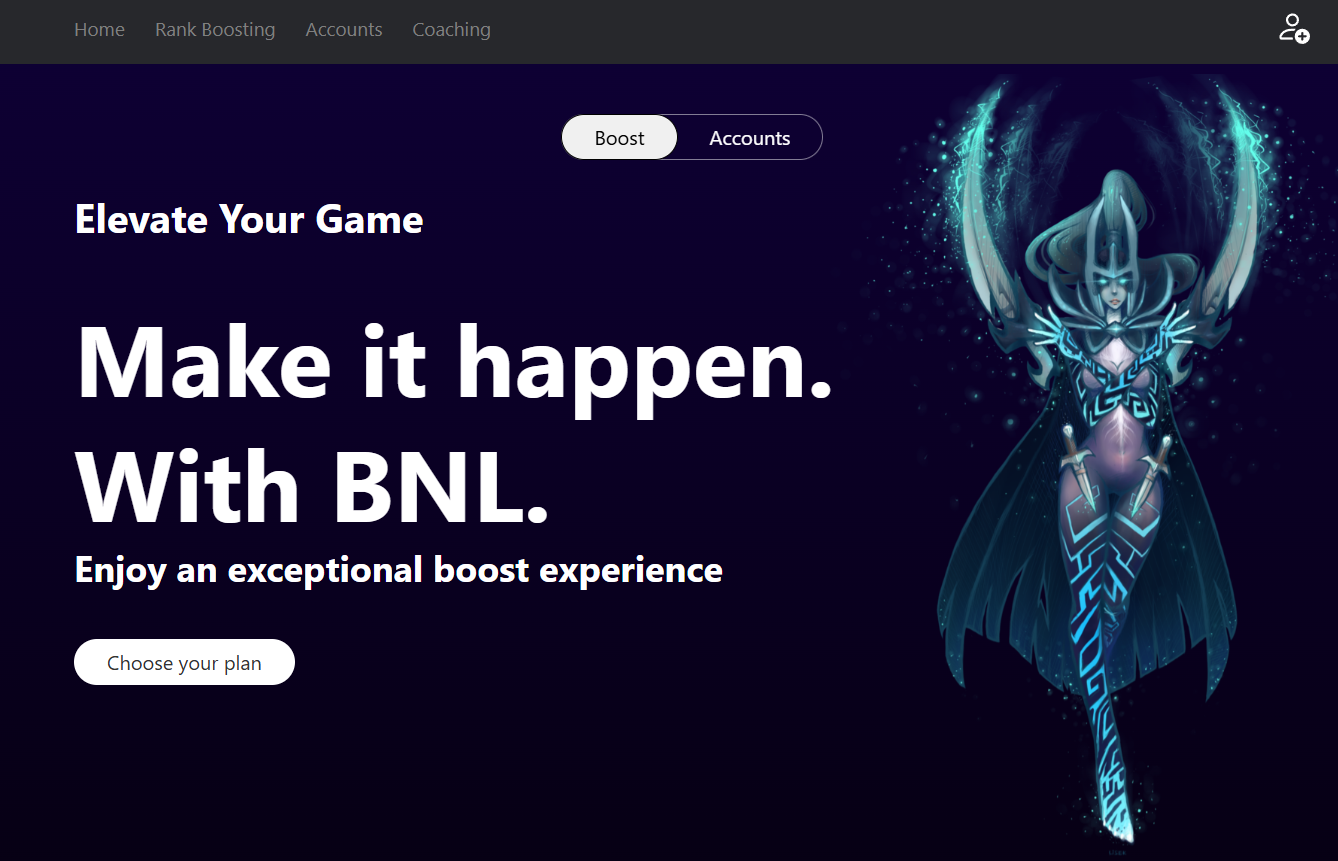 Home Rank Boosting Accounts Coaching
Boost Accounts
Elevate Your Game
Make it happen.
With BNL.
Enjoy an exceptional boost experience
Choose your plan